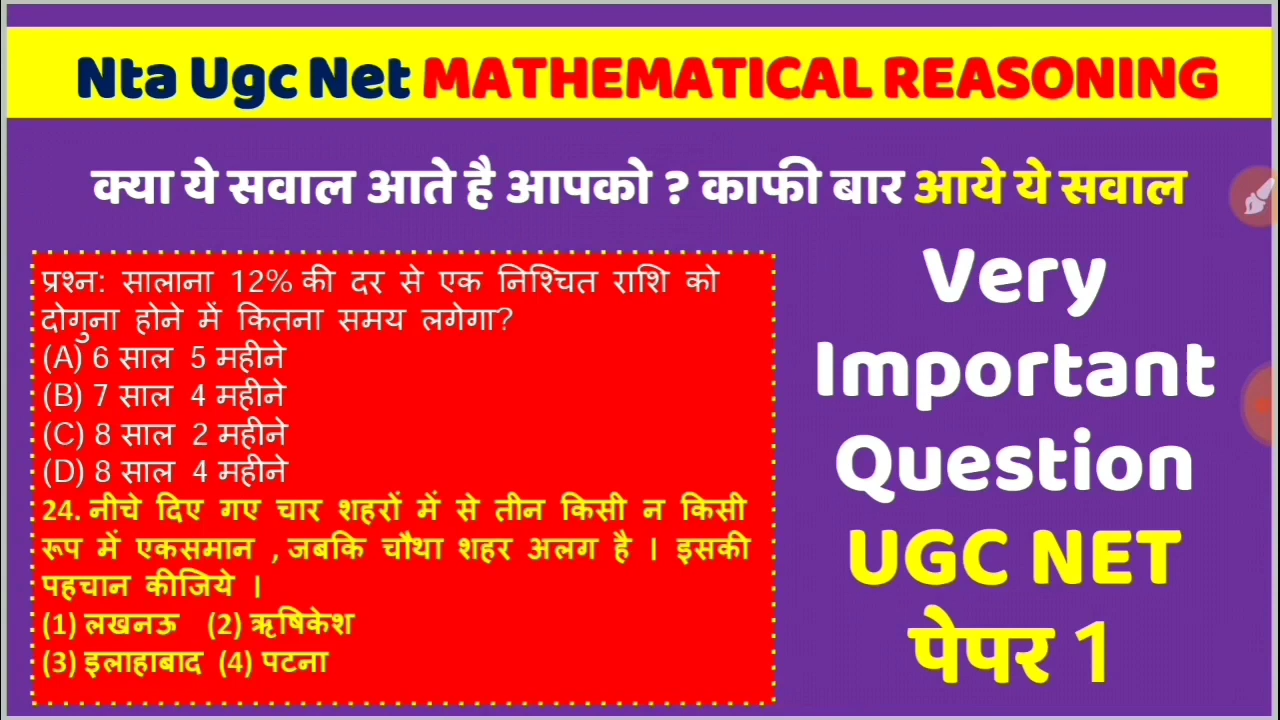 Nta Ugc Net MATHEMATICAL REASONING
क्या ये सवाल आते है आपको ? काफी बार आये ये सवाल
प्रश्न: सालाना 12% की दर से एक निश्चित राशि को
दोगुना होने में कितना समय लगेगा?
(A) 6 साल 5 महीने
(B) 7 साल 4 महीने
(C) 8 साल 2 महीने
(D) 8 साल 4 महीने
24. नीचे दिए गए चार शहरों में से तीन किसी न किसी
रूप में एकसमान , जबकि चौथा शहर अलग है । इसकी
पहचान कीजिये ।
(1) लखनऊ (2) ऋषिकेश
(3) इलाहाबाद (4) पटना
Very
Important
Question
UGC NET
पेपर 1